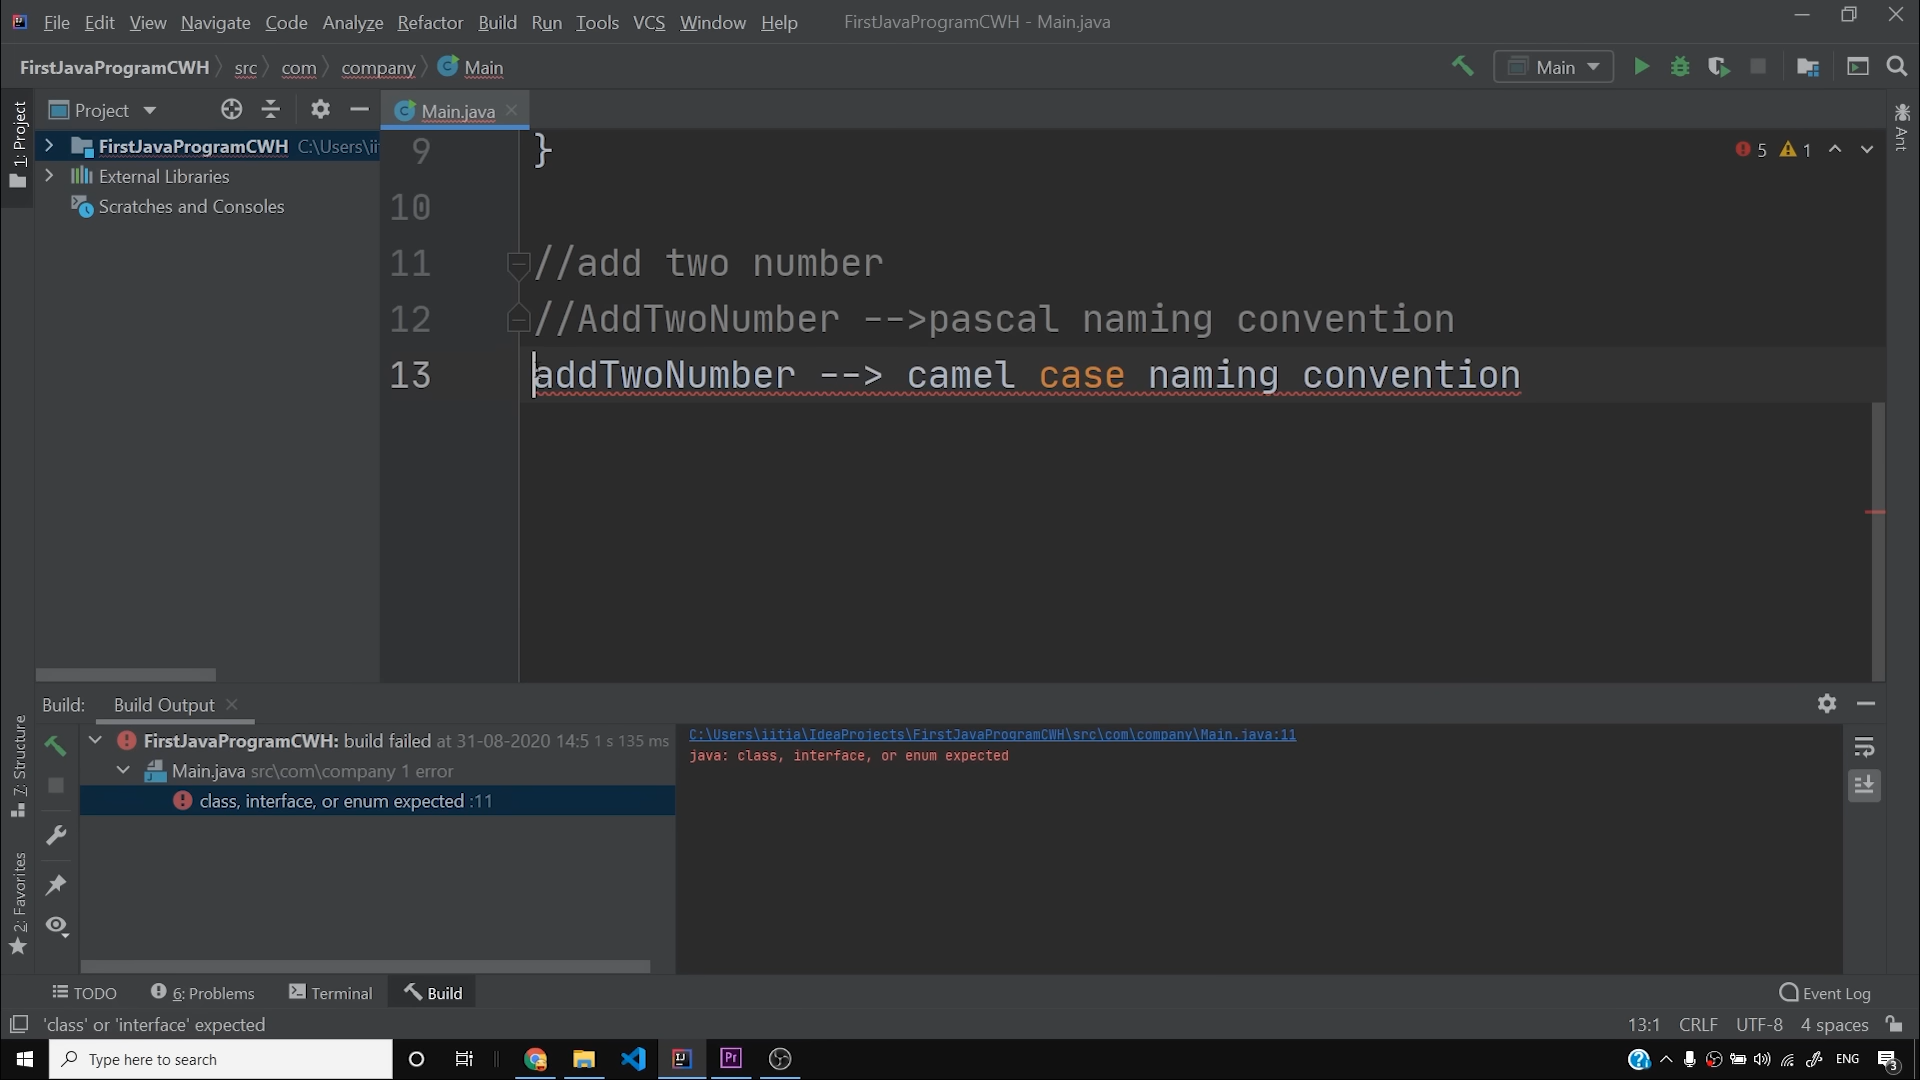 File Edit View Navigate Code Analyze Refactor Build Run Tools VCS Window Help FirstJavaProgramCWH - Main.java
FirstJavaProgramCWH src com company Main
Main
1: Project
Project
Main.java
Ant
FirstJavaProgramCWH C:\Users\ii
External Libraries
Scratches and Consoles
5 1
9 }
10
11 //add two number
12 //AddTwoNumber -->pascal naming convention
13 addTwoNumber --> camel case naming convention
Build: Build Output
7: Structure
2: Favorites
FirstJavaProgramCWH: build failed at 31-08-2020 14:5 1 s 135 ms
Main.java src\com\company 1 error
class, interface, or enum expected :11
C:\Users\iitia\IdeaProjects\FirstJavaProgramCWH\src\com\company\Main.java:11
java: class, interface, or enum expected
TODO 6: Problems Terminal Build Event Log
'class' or 'interface' expected 13:1 CRLF UTF-8 4 spaces
Type here to search Pr ENG 3